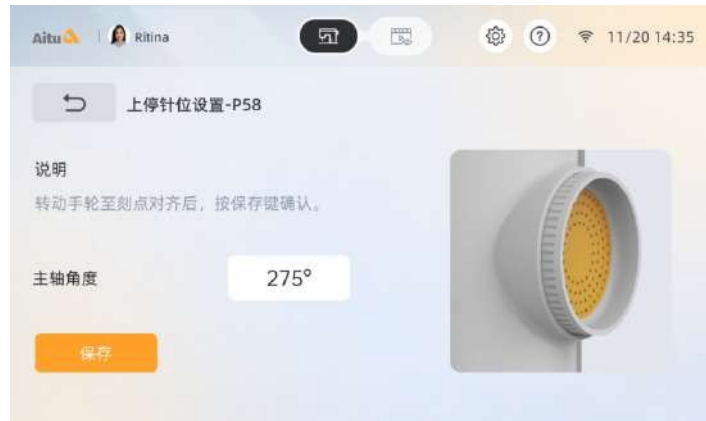 Aitu Ritina 11/20 14:35
上停针位设置-P58
说明
转动手轮至刻点对齐后，按保存键确认。
主轴角度 275°
保存